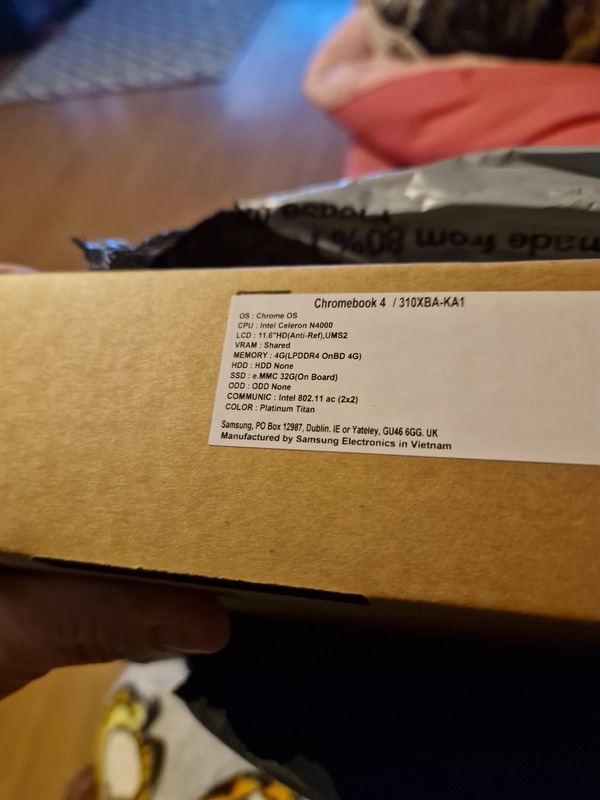 Propse
made from 80%
Chromebook 4 / 310XBA-KA1
OS : Chrome OS
CPU : Intel Celeron N4000
LCD : 11.6"HD(Anti-Ref),UMS2
VRAM : Shared
MEMORY : 4G(LPDDR4 OnBD 4G)
HDD : HDD None
SSD : e.MMC 32G(On Board)
ODD : ODD None
COMMUNIC : Intel 802.11 ac (2x2)
COLOR : Platinum Titan
Samsung, PO Box 12987, Dublin. IE or Yateley, GU46 6GG. UK
Manufactured by Samsung Electronics in Vietnam